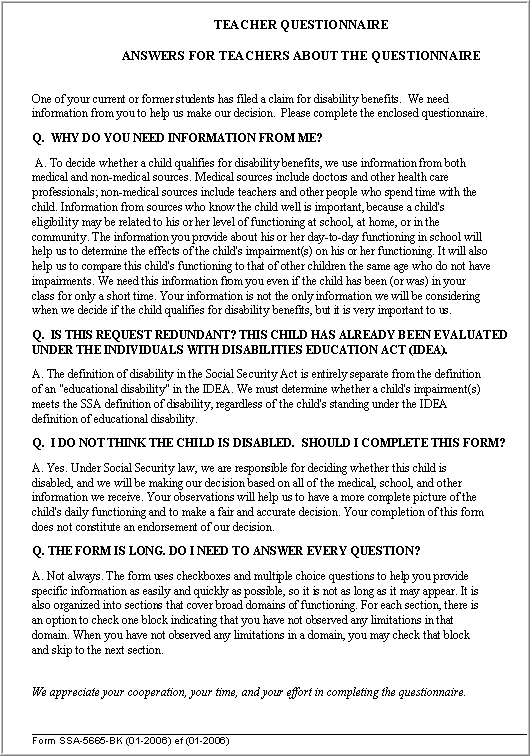 TEACHER QUESTIONNAIRE
ANSWERS FOR TEACHERS ABOUT THE QUESTIONNAIRE
One of your current or former students has filed a claim for disability benefits.  We need
information from you to help us make our decision.  Please complete the enclosed questionnaire.
Q.  WHY DO YOU NEED INFORMATION FROM ME?
A. To decide whether a child qualifies for disability benefits, we use information from both
medical and non-medical sources. Medical sources include doctors and other health care
professionals; non-medical sources include teachers and other people who spend time with the
child. Information from sources who know the child well is important, because a child's
eligibility may be related to his or her level of functioning at school, at home, or in the
community. The information you provide about his or her day-to-day functioning in school will
help us to determine the effects of the child's impairment(s) on his or her functioning. It will also
help us to compare this child's functioning to that of other children the same age who do not have
impairments. We need this information from you even if the child has been (or was) in your
class for only a short time. Your information is not the only information we will be considering
when we decide if the child qualifies for disability benefits, but it is very important to us.
Q.  IS THIS REQUEST REDUNDANT? THIS CHILD HAS ALREADY BEEN EVALUATED
UNDER THE INDIVIDUALS WITH DISABILITIES EDUCATION ACT (IDEA).
A. The definition of disability in the Social Security Act is entirely separate from the definition
of an "educational disability" in the IDEA. We must determine whether a child's impairment(s)
meets the SSA definition of disability, regardless of the child's standing under the IDEA
definition of educational disability.
Q.  I DO NOT THINK THE CHILD IS DISABLED.  SHOULD I COMPLETE THIS FORM?
A. Yes. Under Social Security law, we are responsible for deciding whether this child is
disabled, and we will be making our decision based on all of the medical, school, and other
information we receive. Your observations will help us to have a more complete picture of the
child's daily functioning and to make a fair and accurate decision. Your completion of this form
does not constitute an endorsement of our decision.
Q. THE FORM IS LONG. DO I NEED TO ANSWER EVERY QUESTION?
A. Not always. The form uses checkboxes and multiple choice questions to help you provide
specific information as easily and quickly as possible, so it is not as long as it may appear. It is
also organized into sections that cover broad domains of functioning. For each section, there is
an option to check one block indicating that you have not observed any limitations in that
domain. When you have not observed any limitations in a domain, you may check that block
and skip to the next section.
We appreciate your cooperation, your time, and your effort in completing the questionnaire.
Form SSA-5665-BK (01-2006) ef (01-2006)